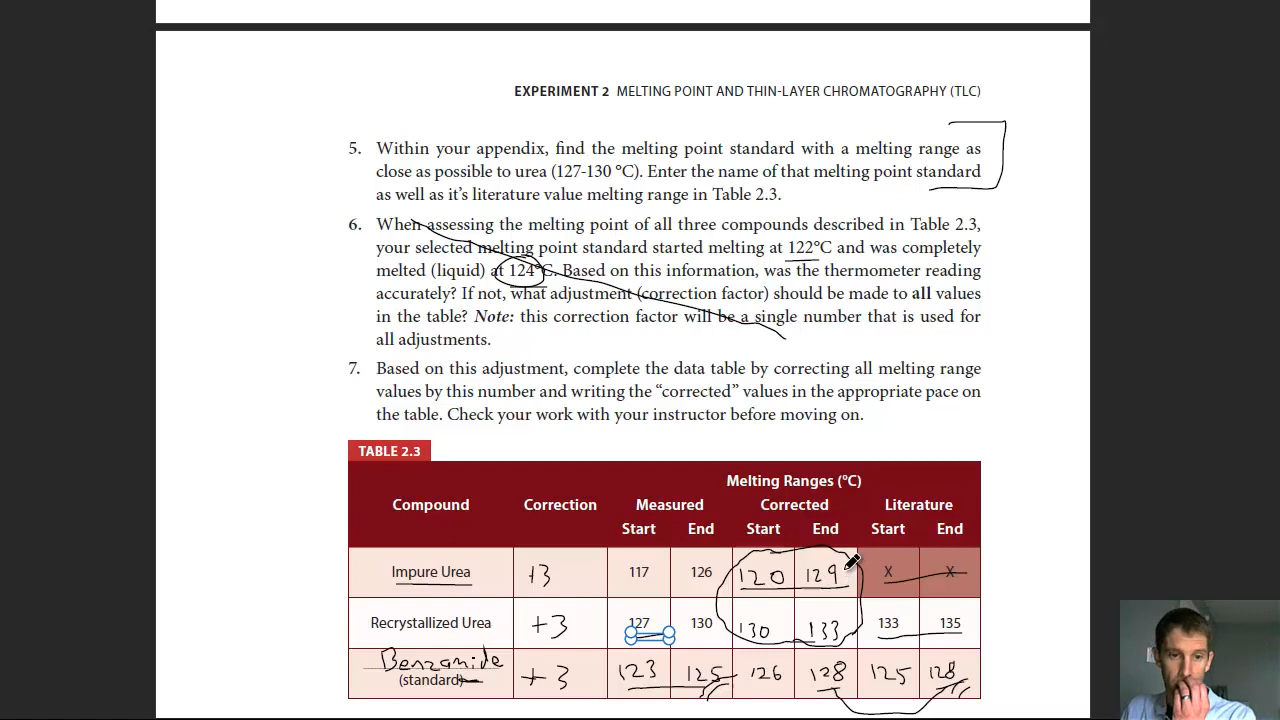 EXPERIMENT 2 MELTING POINT AND THIN-LAYER CHROMATOGRAPHY (TLC)
5. Within your appendix, find the melting point standard with a melting range as
close as possible to urea (127-130 °C). Enter the name of that melting point standard
as well as it's literature value melting range in Table 2.3.
6. When assessing the melting point of all three compounds described in Table 2.3,
your selected melting point standard started melting at 122°C and was completely
melted (liquid) at 124°C. Based on this information, was the thermometer reading
accurately? If not, what adjustment (correction factor) should be made to all values
in the table? Note: this correction factor will be a single number that is used for
all adjustments.
7. Based on this adjustment, complete the data table by correcting all melting range
values by this number and writing the “corrected” values in the appropriate pace on
the table. Check your work with your instructor before moving on.
TABLE 2.3
Melting Ranges (°C)
Compound Correction Measured Corrected Literature
Start End Start End Start End
Impure Urea +3 117 126 120 129 X X
Recrystallized Urea +3 127 130 130 133 133 135
Benzamide
(standard) +3 123 125 126 128 125 128